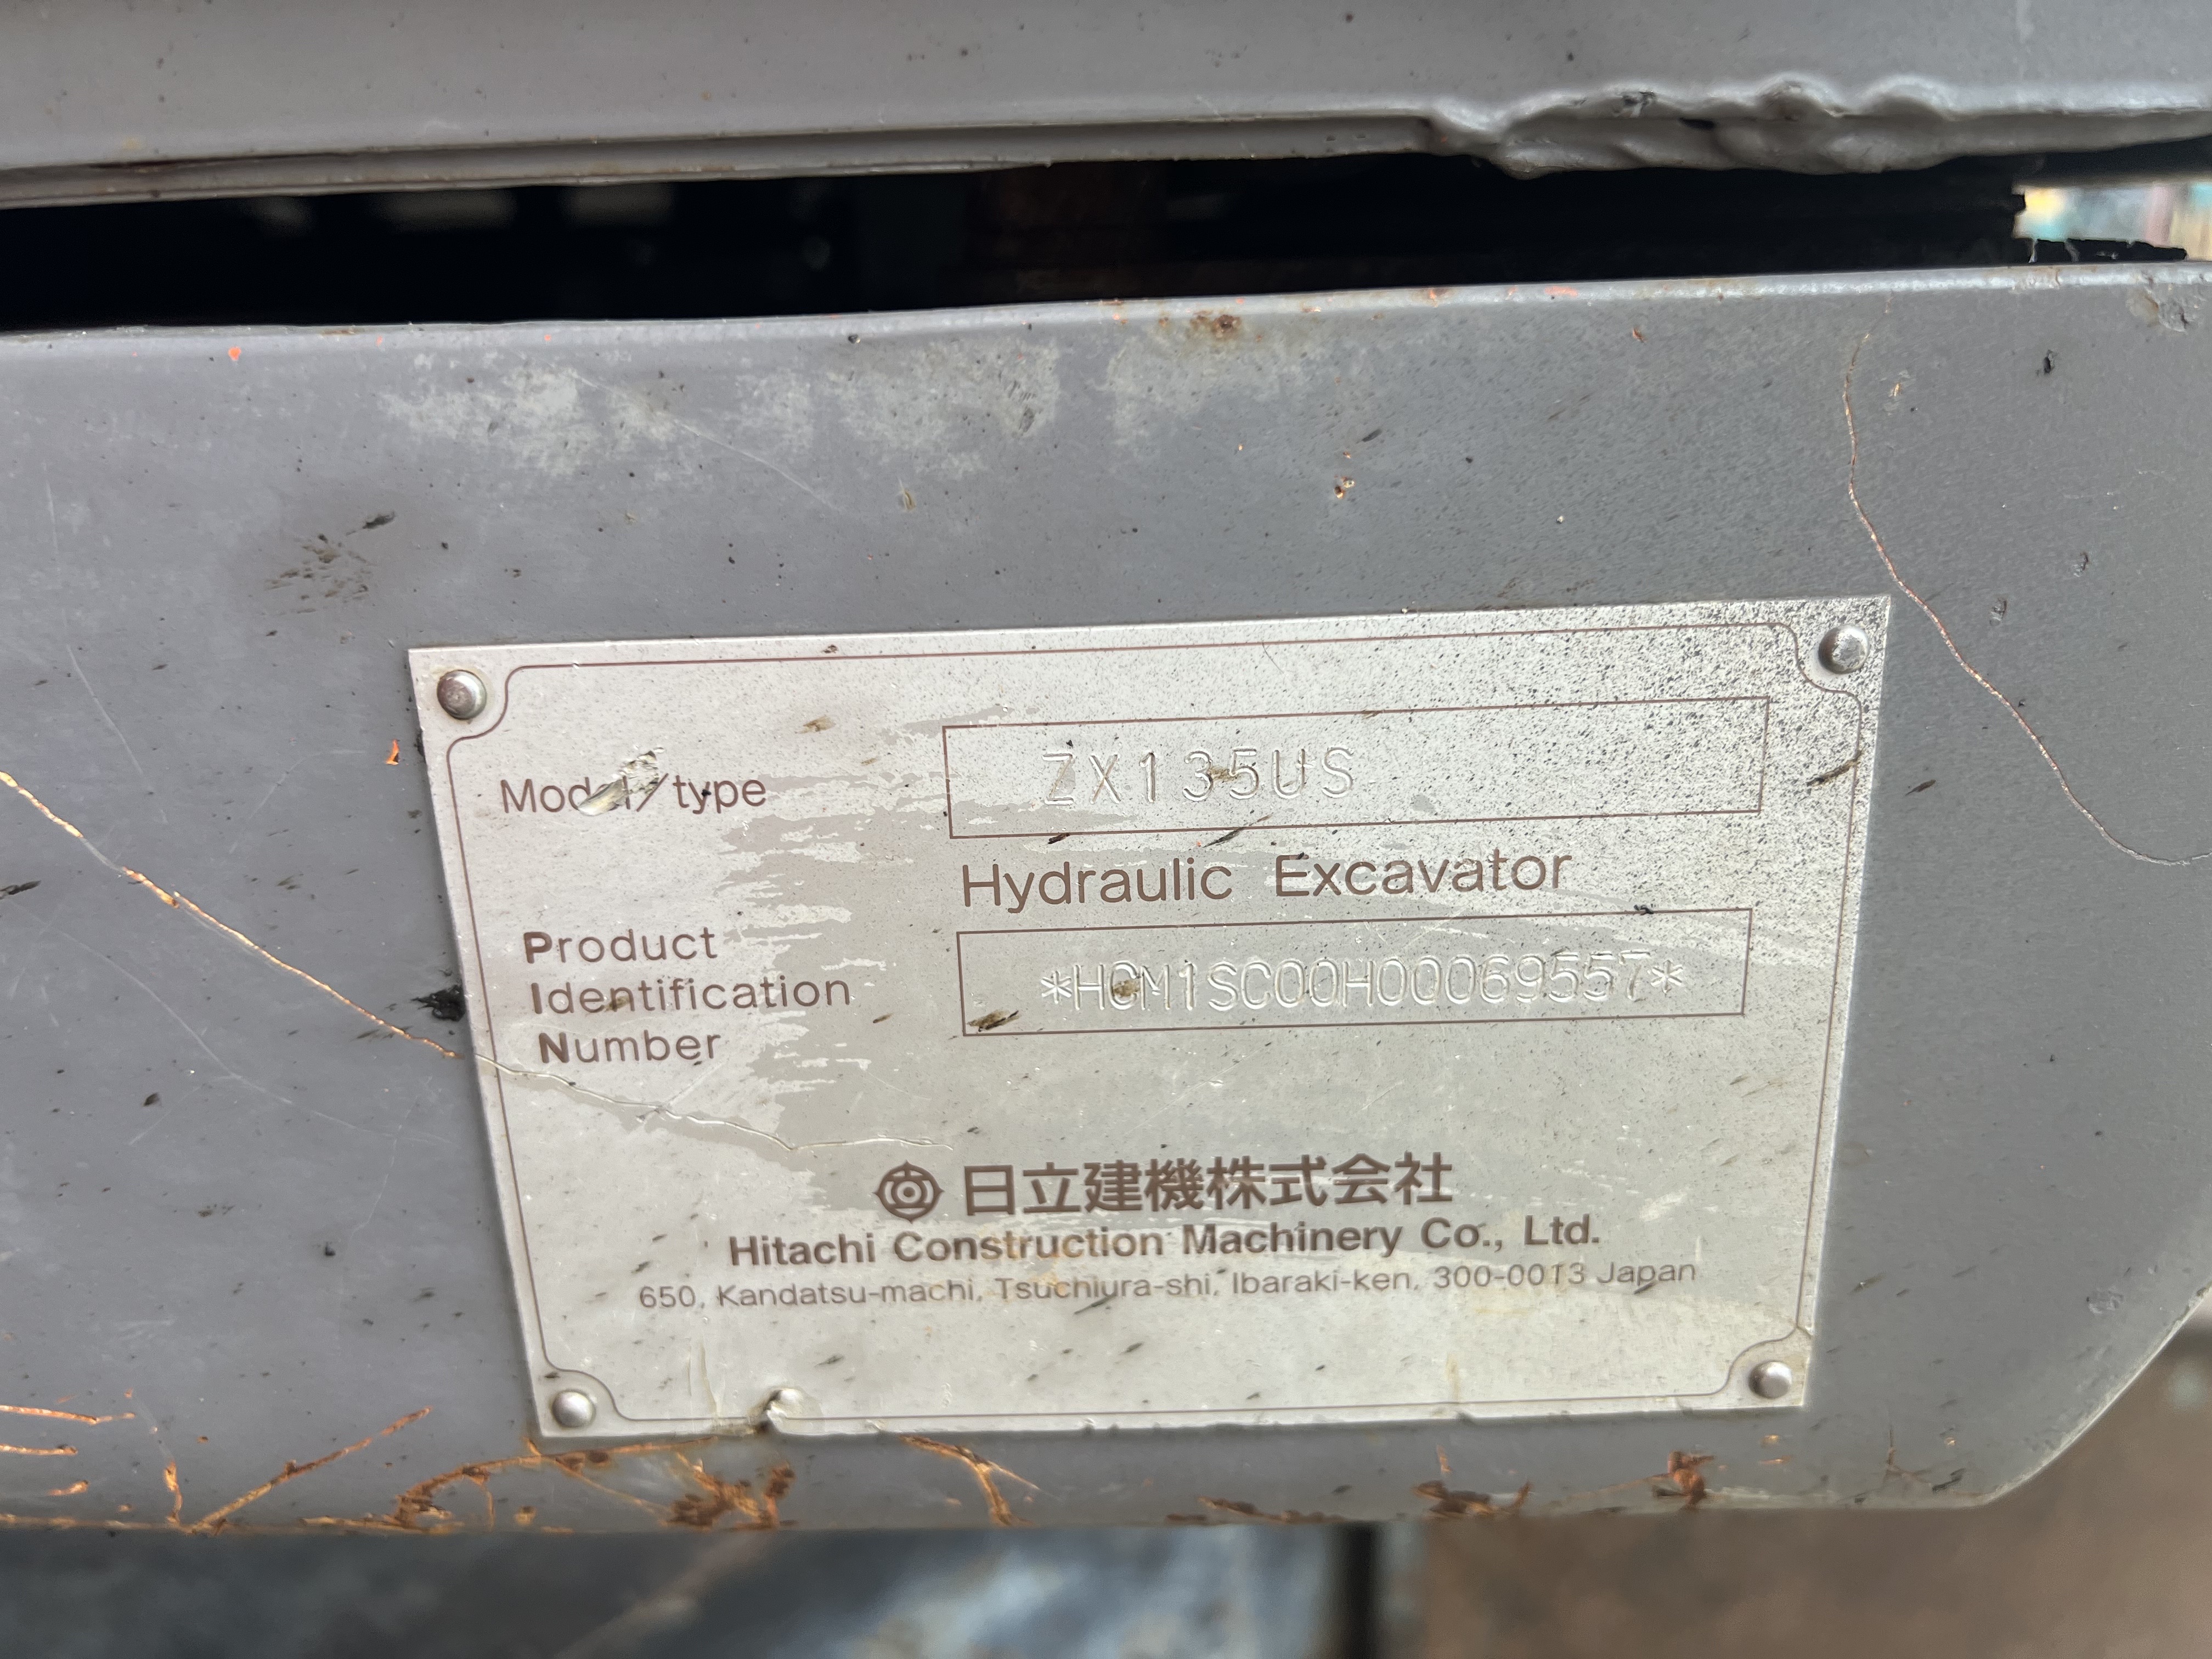 Model/type
ZX135US
Hydraulic Excavator
Product
Identification
Number
*HCM1SC00H00069557*
日立建機株式会社
Hitachi Construction Machinery Co., Ltd.
650, Kandatsu-machi, Tsuchiura-shi, Ibaraki-ken, 300-0013 Japan